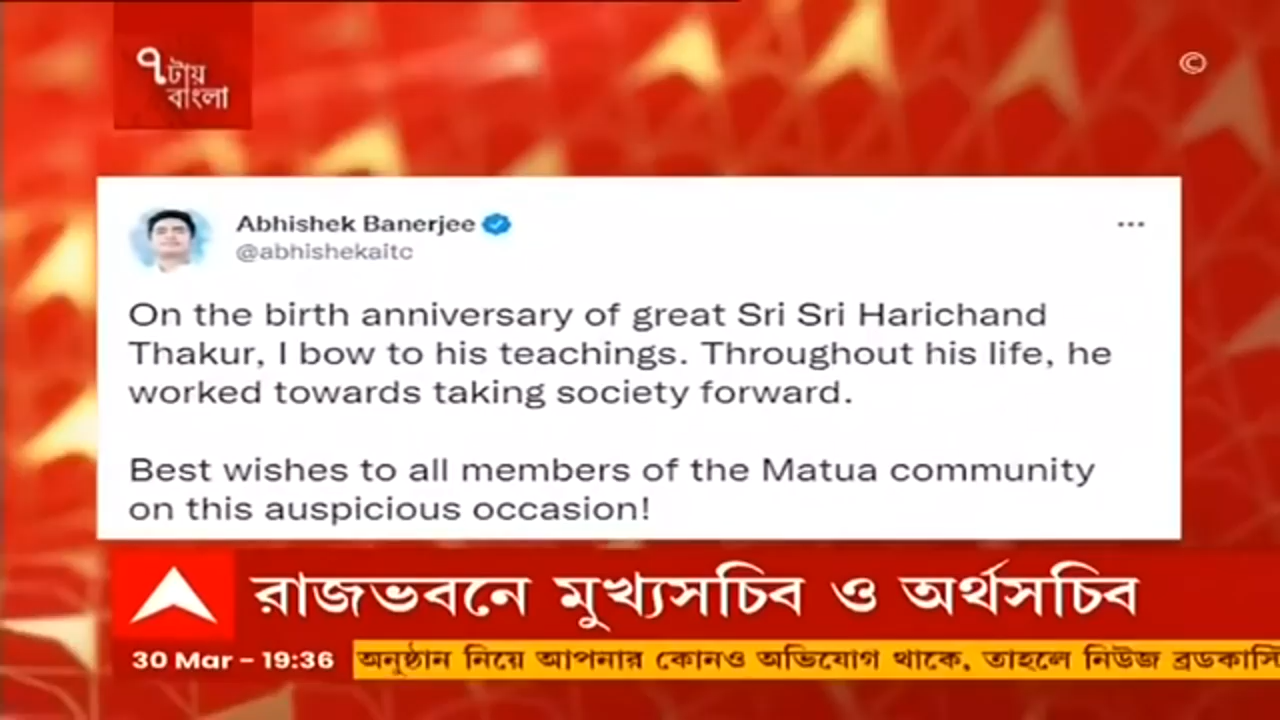 ৭টায়
বাংলা
©
Abhishek Banerjee
@abhishekaitc
On the birth anniversary of great Sri Sri Harichand
Thakur, I bow to his teachings. Throughout his life, he
worked towards taking society forward.
Best wishes to all members of the Matua community
on this auspicious occasion!
রাজভবনে মুখ্যসচিব ও অর্থসচিব
30 Mar - 19:36
অনুষ্ঠান নিয়ে আপনার কোনও অভিযোগ থাকে, তাহলে নিউজ ব্রডকাস্টি